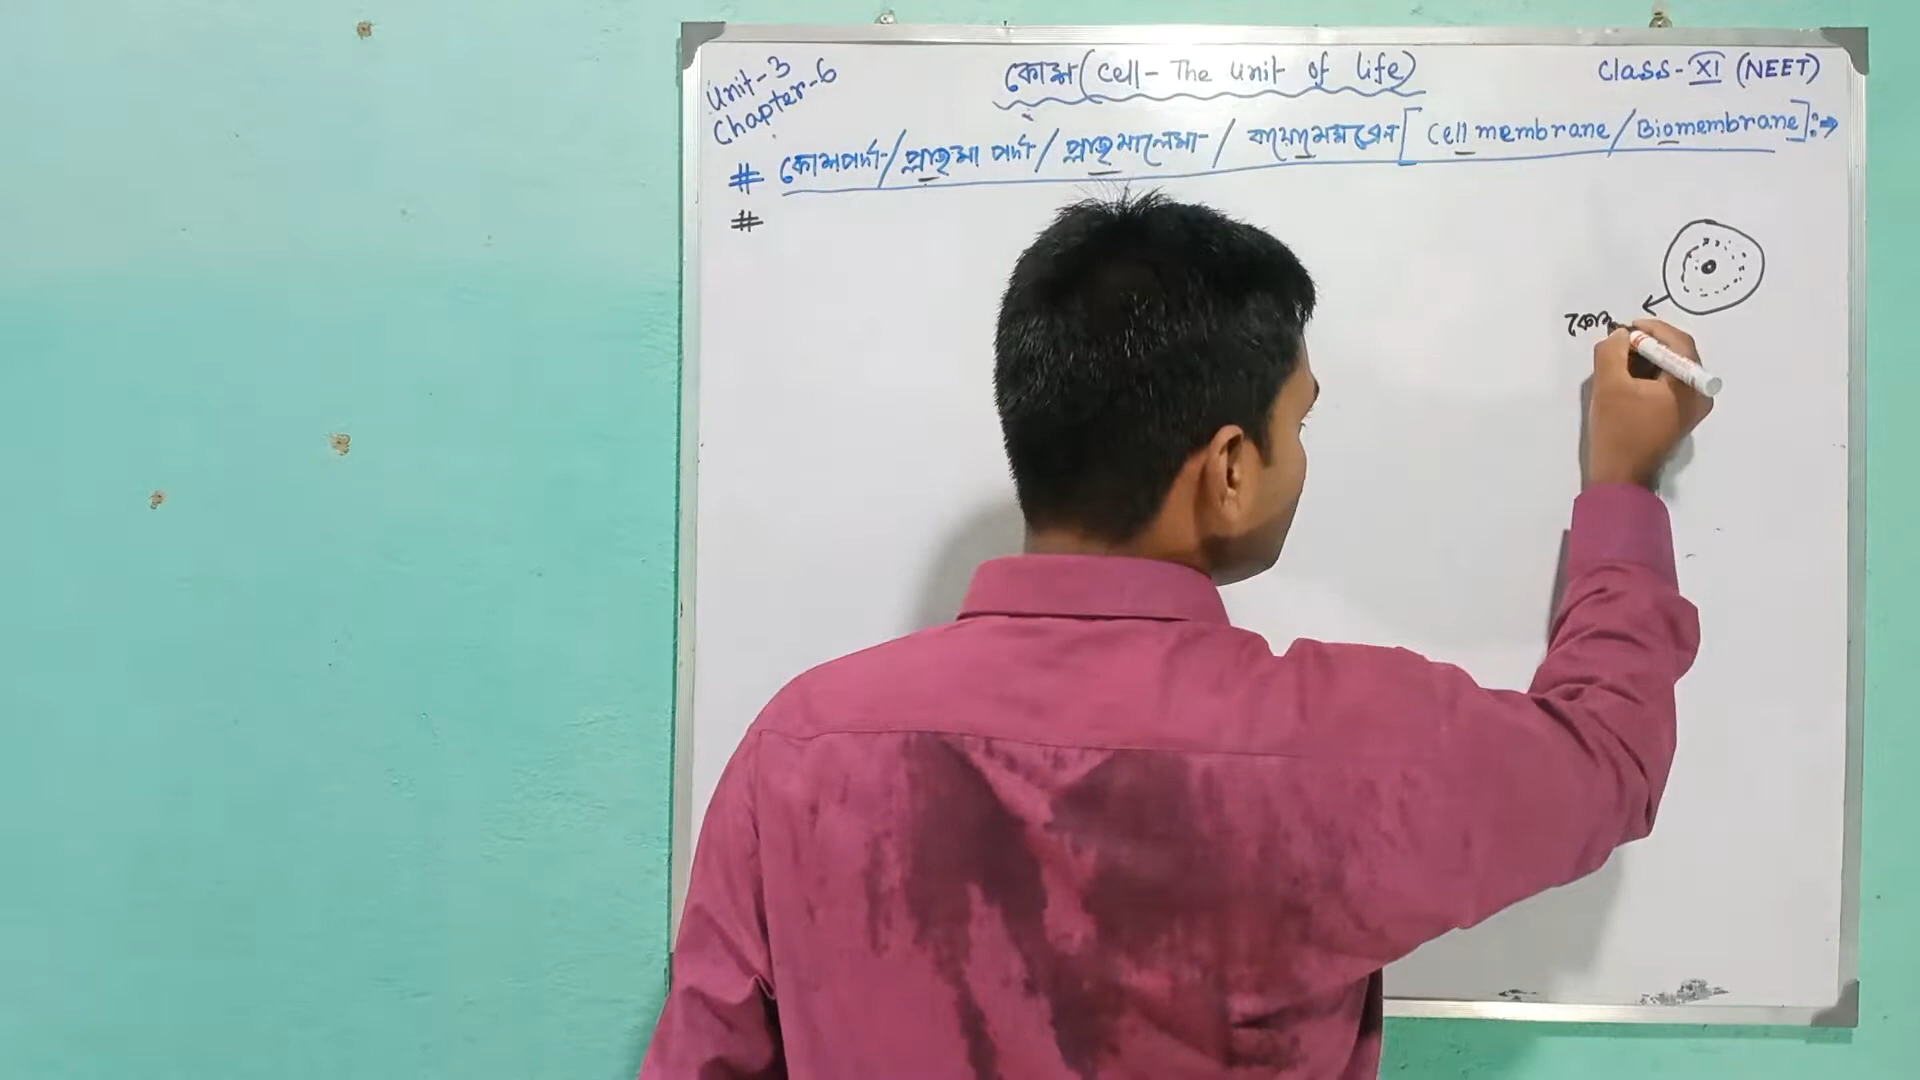 Unit-3
Chapter-6
কোষ (Cell - The Unit of Life)
Class - XI (NEET)
# কোষপর্দা / প্লাজমা পর্দা / প্লাজমালেমা / বায়োমেমব্রেন [Cell membrane / Biomembrane] :⇒
#